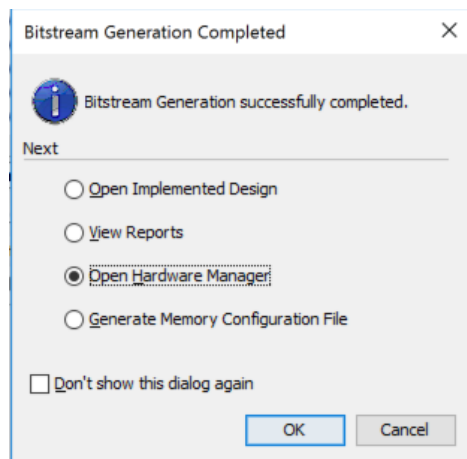 Bitstream Generation Completed
Bitstream Generation successfully completed.
Next
Open Implemented Design
View Reports
Open Hardware Manager
Generate Memory Configuration File
Don't show this dialog again
OK
Cancel